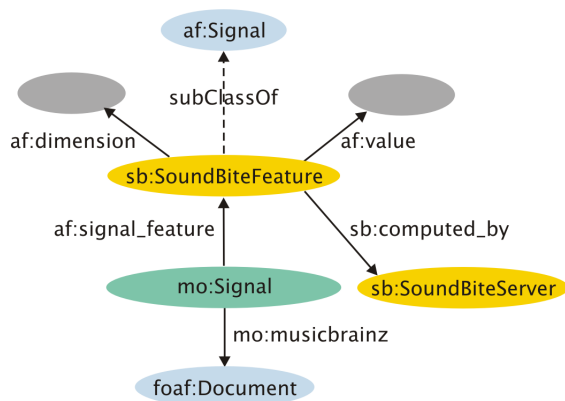 af:Signal
subClassOf
af:dimension
af:value
sb:SoundBiteFeature
af:signal_feature
sb:computed_by
mo:Signal
sb:SoundBiteServer
mo:musicbrainz
foaf:Document